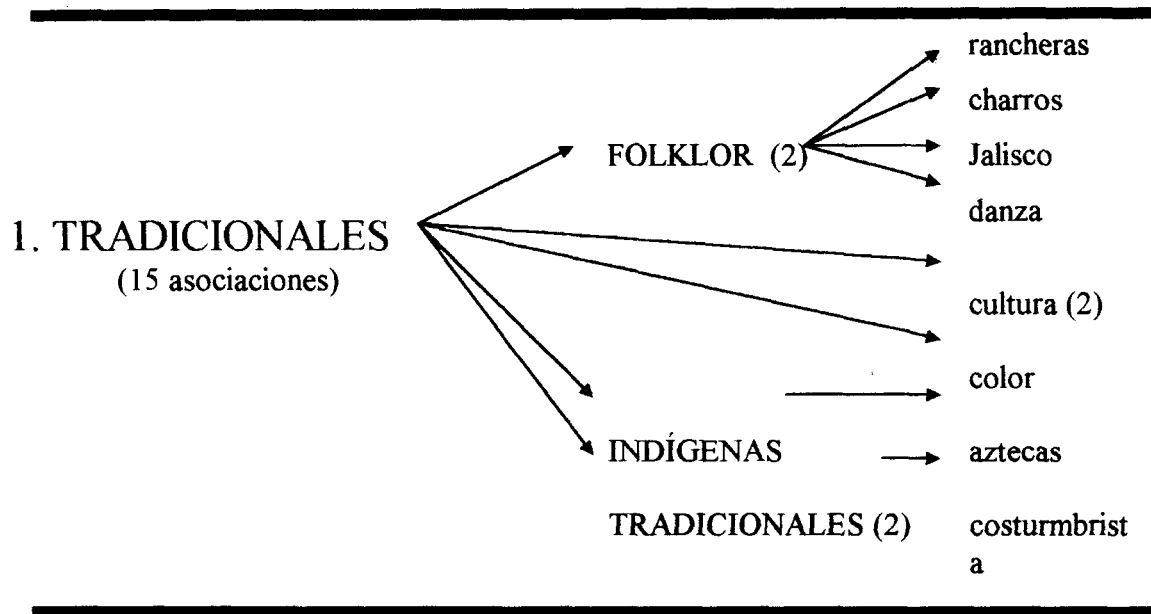 rancheras
charros
FOLKLOR (2)
Jalisco
danza
1. TRADICIONALES
(15 asociaciones)
cultura (2)
color
INDÍGENAS
aztecas
TRADICIONALES (2)
costurmbrist
a